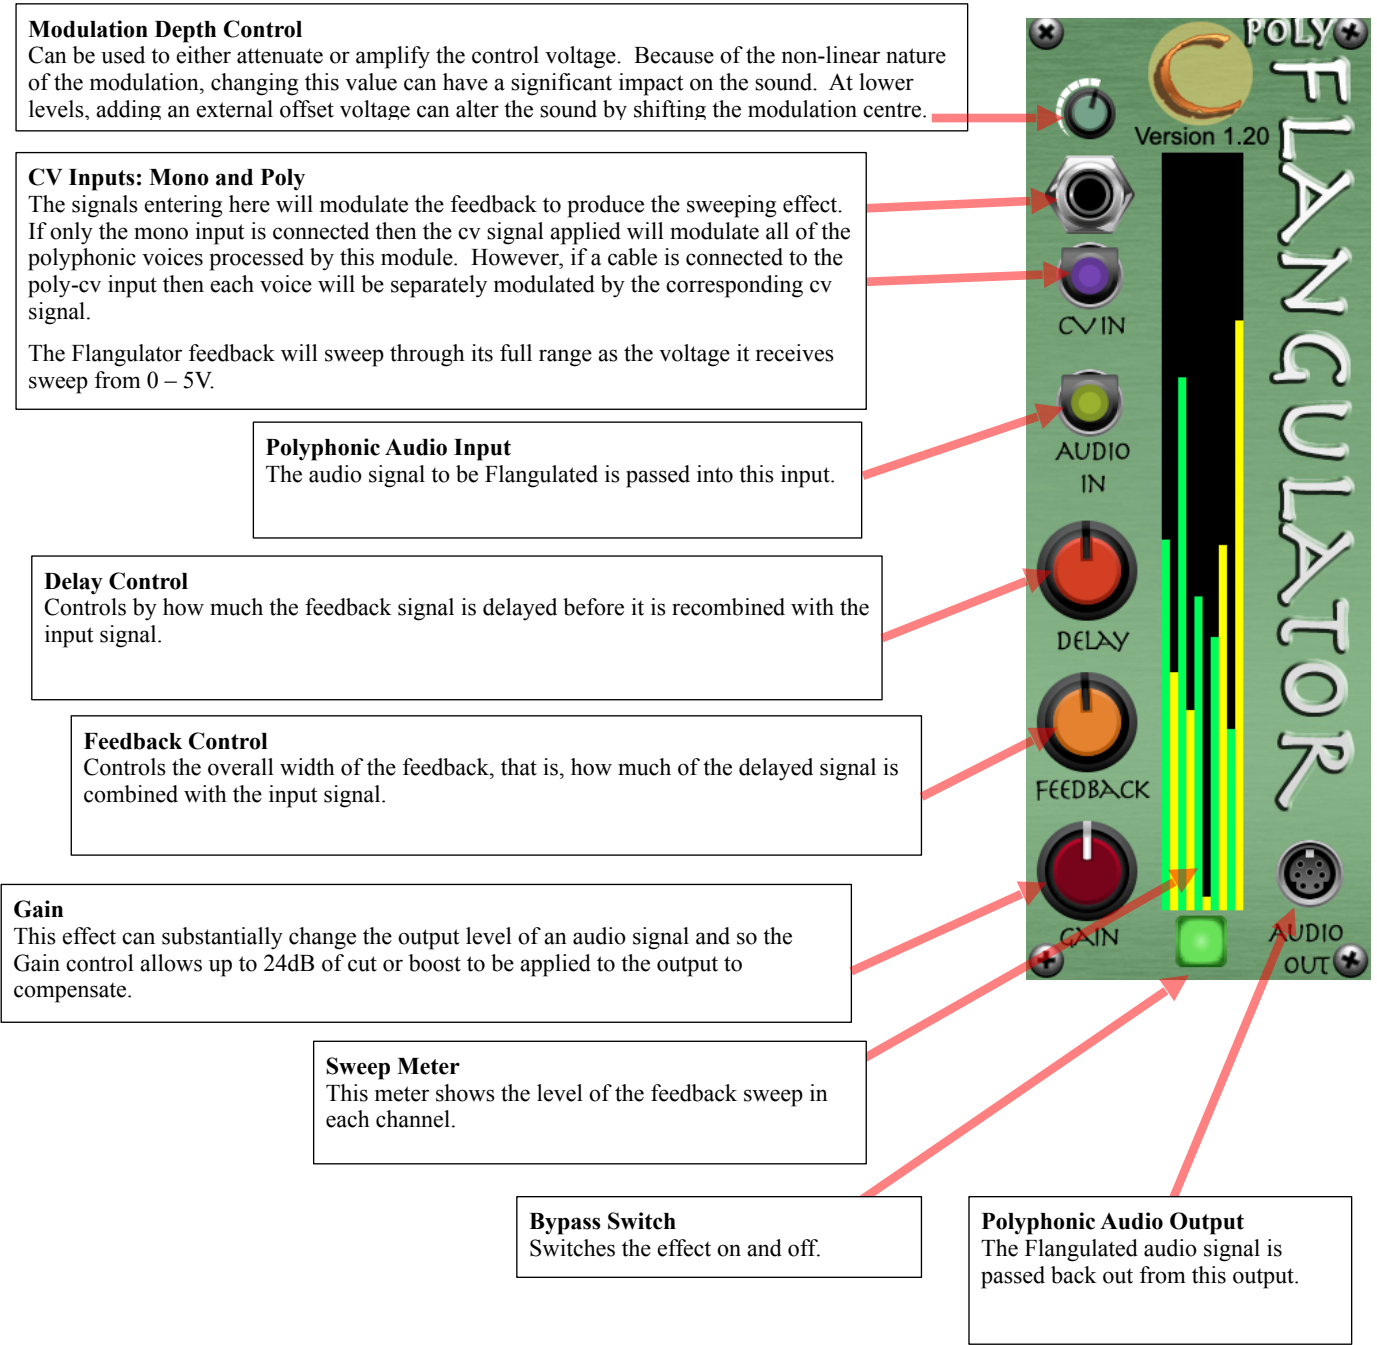 Modulation Depth Control
Can be used to either attenuate or amplify the control voltage.  Because of the non-linear nature
of the modulation, changing this value can have a significant impact on the sound.  At lower
levels, adding an external offset voltage can alter the sound by shifting the modulation centre.
CV Inputs: Mono and Poly
The signals entering here will modulate the feedback to produce the sweeping effect.
If only the mono input is connected then the cv signal applied will modulate all of the
polyphonic voices processed by this module.  However, if a cable is connected to the
poly-cv input then each voice will be separately modulated by the corresponding cv
signal.
The Flangulator feedback will sweep through its full range as the voltage it receives
sweep from 0 – 5V.
Polyphonic Audio Input
The audio signal to be Flangulated is passed into this input.
Delay Control
Controls by how much the feedback signal is delayed before it is recombined with the
input signal.
Feedback Control
Controls the overall width of the feedback, that is, how much of the delayed signal is
combined with the input signal.
Gain
This effect can substantially change the output level of an audio signal and so the
Gain control allows up to 24dB of cut or boost to be applied to the output to
compensate.
Sweep Meter
This meter shows the level of the feedback sweep in
each channel.
Bypass Switch
Switches the effect on and off.
Polyphonic Audio Output
The Flangulated audio signal is
passed back out from this output.
POLY
FLANGULATOR
C
Version 1.20
CV IN
AUDIO
IN
DELAY
FEEDBACK
GAIN
AUDIO
OUT